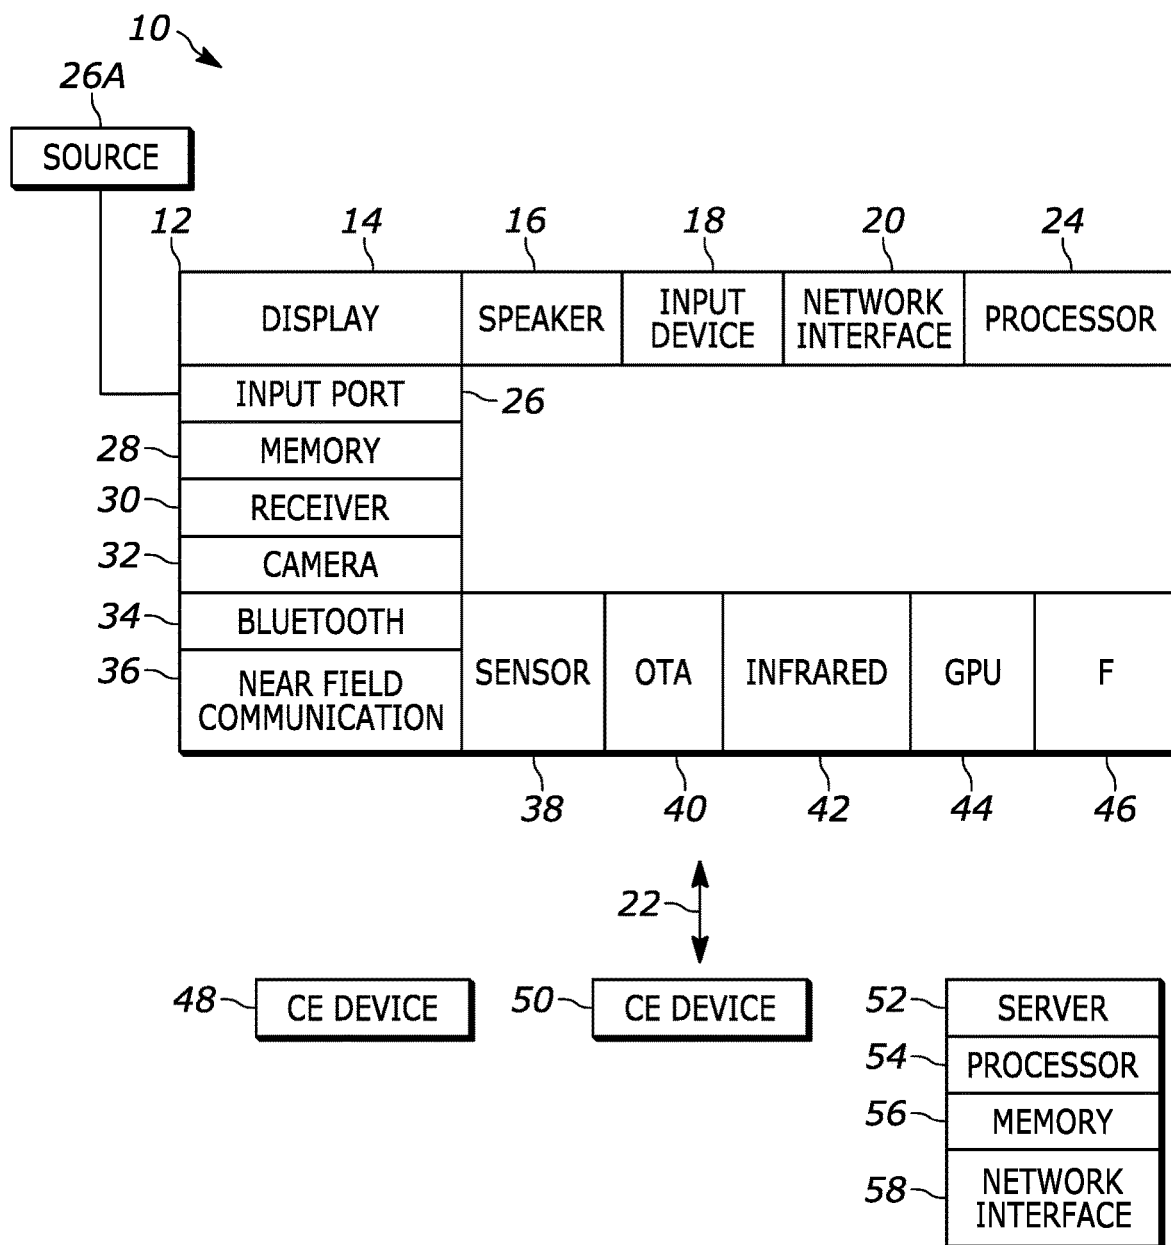 10
26A
SOURCE
12
14
16
18
20
24
DISPLAY
SPEAKER
INPUT
DEVICE
NETWORK
INTERFACE
PROCESSOR
INPUT PORT
26
28
MEMORY
30
RECEIVER
32
CAMERA
34
BLUETOOTH
36
NEAR FIELD
COMMUNICATION
SENSOR
OTA
INFRARED
GPU
F
38
40
42
44
46
22
48
CE DEVICE
50
CE DEVICE
52
SERVER
54
PROCESSOR
56
MEMORY
58
NETWORK
INTERFACE